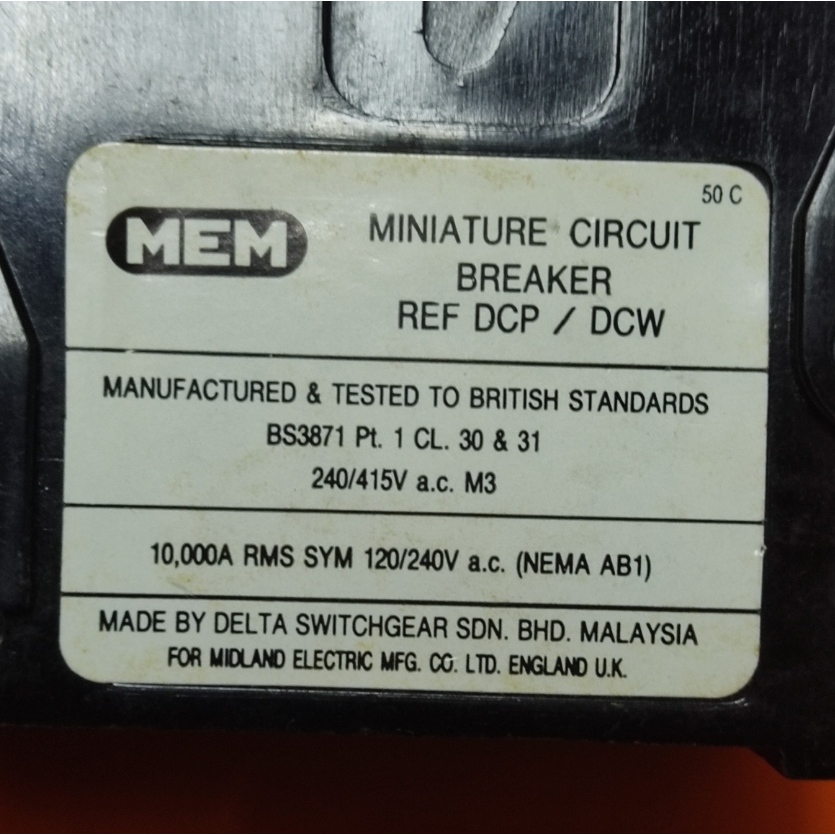 50 C
MEM
MINIATURE CIRCUIT
BREAKER
REF DCP / DCW
MANUFACTURED & TESTED TO BRITISH STANDARDS
BS3871 Pt. 1 CL. 30 & 31
240/415V a.c. M3
10,000A RMS SYM 120/240V a.c. (NEMA AB1)
MADE BY DELTA SWITCHGEAR SDN. BHD. MALAYSIA
FOR MIDLAND ELECTRIC MFG. CO. LTD. ENGLAND U.K.